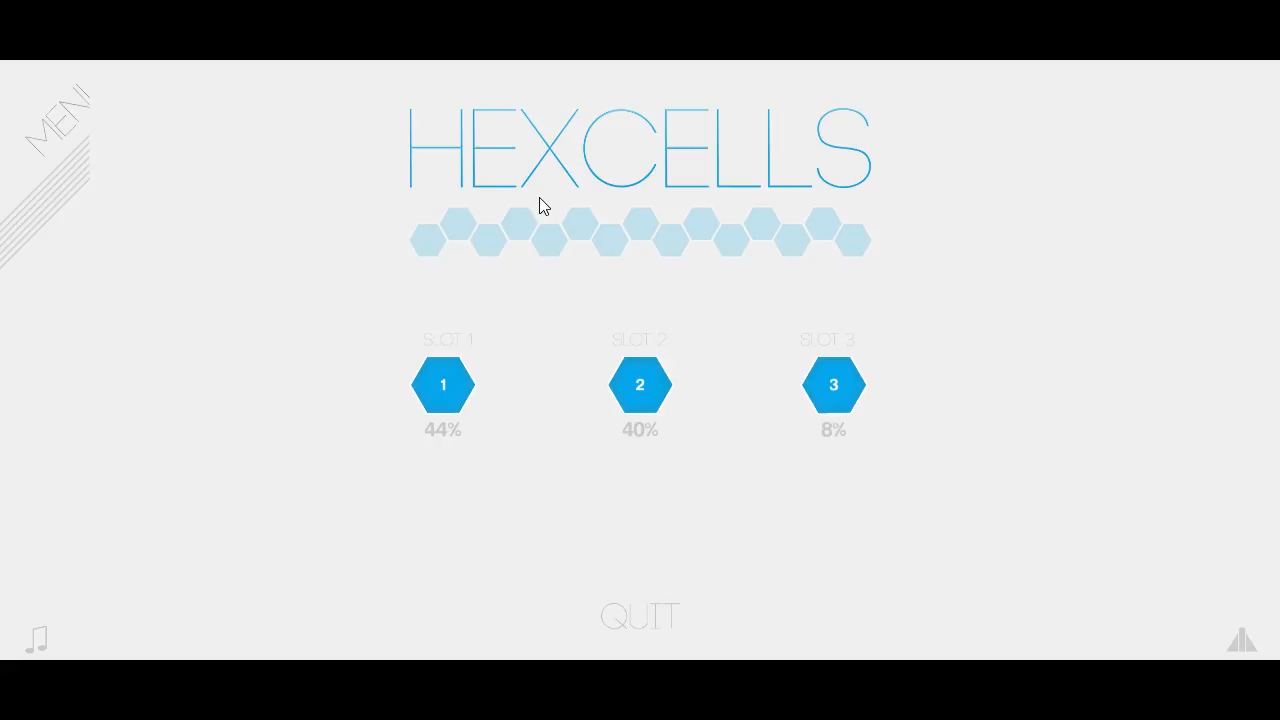 MENU
HEXCELLS
SLOT 1 SLOT 2 SLOT 3
1 2 3
44% 40% 8%
QUIT